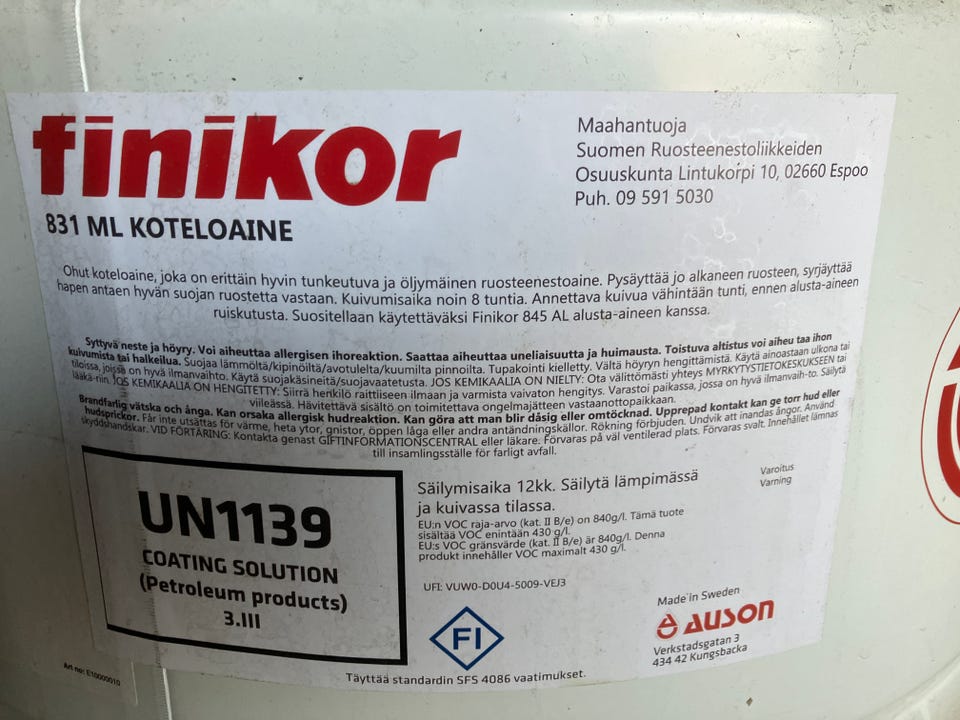 finikor
831 ML KOTELOAINE
Maahantuoja
Suomen Ruosteenestoliikkeiden
Osuuskunta Lintukorpi 10, 02660 Espoo
Puh. 09 591 5030
Ohut koteloaine, joka on erittäin hyvin tunkeutuva ja öljymäinen ruosteenestoaine. Pysäyttää jo alkaneen ruosteen, syrjäyttää
hapen antaen hyvän suojan ruostetta vastaan. Kuivumisaika noin 8 tuntia. Annettava kuivua vähintään tunti, ennen alusta-aineen
ruiskutusta. Suositellaan käytettäväksi Finikor 845 AL alusta-aineen kanssa.
Syttyvä neste ja höyry. Voi aiheuttaa allergisen ihoreaktion. Saattaa aiheuttaa uneliaisuutta ja huimausta. Toistuva altistus voi aiheu taa ihon
kuivumista tai halkeilua. Suojaa lämmöltä/kipinöiltä/avotulelta/kuumilta pinnoilta. Tupakointi kielletty. Vältä höyryn hengittämistä. Käytä ainoastaan ulkona tai
tiloissa, joissa on hyvä ilmanvaihto. Käytä suojakäsineitä/suojavaatetusta. JOS KEMIKAALIA ON NIELTY: Ota välittömästi yhteys MYRKYTYSTIETOKESKUKSEEN tai
lääkä-riin. JOS KEMIKAALIA ON HENGITETTY: Siirrä henkilö raittiiseen ilmaan ja varmista vaivaton hengitys. Varastoi paikassa, jossa on hyvä ilmanvaih-to. Säilytä
viileässä. Hävitettävä sisältö on toimitettava ongelmajätteen vastaanottopaikkaan.
Brandfarlig vätska och ånga. Kan orsaka allergisk hudreaktion. Kan göra att man blir dåsig eller omtöcknad. Upprepad kontakt kan ge torr hud eller
hudsprickor. Får inte utsättas för värme, heta ytor, gnistor, öppen låga eller andra antändningskällor. Rökning förbjuden. Undvik att inandas ångor. Använd
skyddshandskar. VID FÖRTÄRING: Kontakta genast GIFTINFORMATIONSCENTRAL eller läkare. Förvaras på väl ventilerad plats. Förvaras svalt. Innehållet lämnas
till insamlingsställe för farligt avfall.
UN1139
COATING SOLUTION
(Petroleum products)
3.III
Säilymisaika 12kk. Säilytä lämpimässä
ja kuivassa tilassa.
Varoitus
Varning
EU:n VOC raja-arvo (kat. II B/e) on 840g/l. Tämä tuote
sisältää VOC enintään 430 g/l.
EU:s VOC gränsvärde (kat. II B/e) är 840g/l. Denna
produkt innehåller VOC maximalt 430 g/l.
UFI: VUW0-D0U4-5009-VEJ3
FI
Täyttää standardin SFS 4086 vaatimukset.
Made in Sweden
AUSON
Verkstadsgatan 3
434 42 Kungsbacka
Art no: E10000010